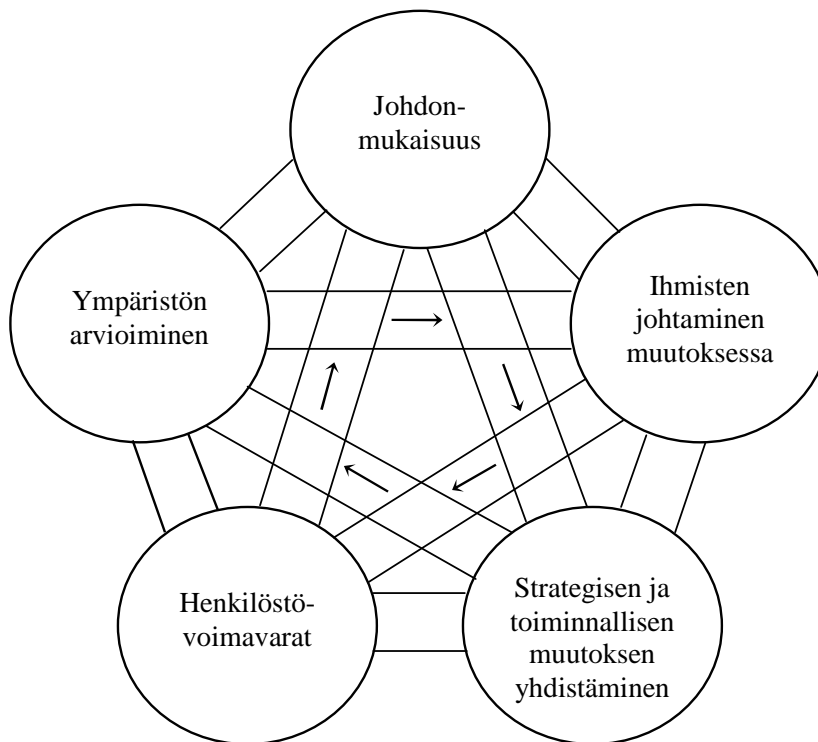 Johdon-
mukaisuus
Ympäristön
arvioiminen
Ihmisten
johtaminen
muutoksessa
Henkilöstö-
voimavarat
Strategisen ja
toiminnallisen
muutoksen
yhdistäminen